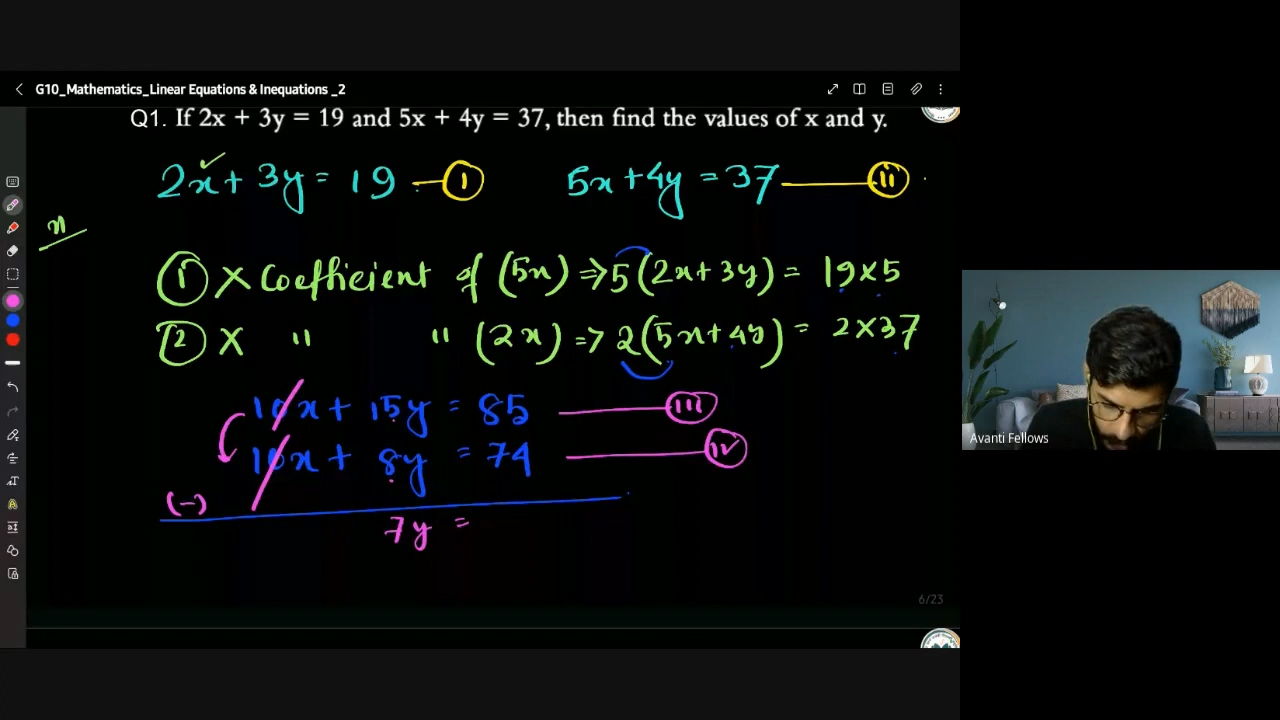 G10_Mathematics_Linear Equations & Inequations _2
Q1. If 2x + 3y = 19 and 5x + 4y = 37, then find the values of x and y.
2x + 3y = 19 — (i) 5x + 4y = 37 — (ii)
x
(1) × Coefficient of (5x) ⇒ 5(2x + 3y) = 19 × 5
(2) × " " (2x) ⇒ 2(5x + 4y) = 2 × 37
10x + 15y = 85 — (iii)
10x + 8y = 74 — (iv)
(-)
7y =
Avanti Fellows
6/23